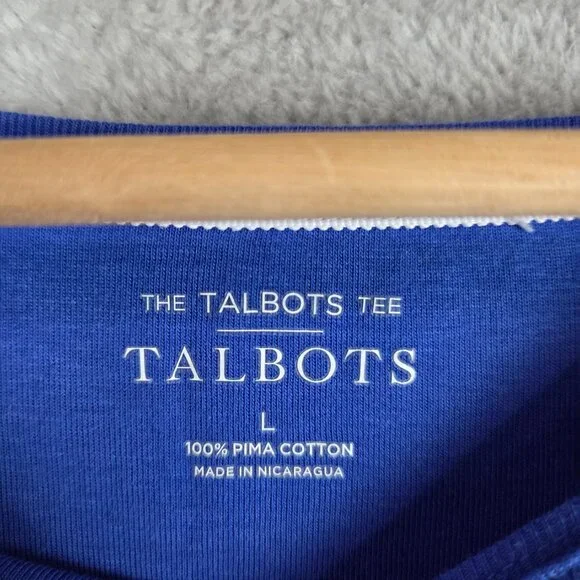 THE TALBOTS TEE
TALBOTS
L
100% PIMA COTTON
MADE IN NICARAGUA